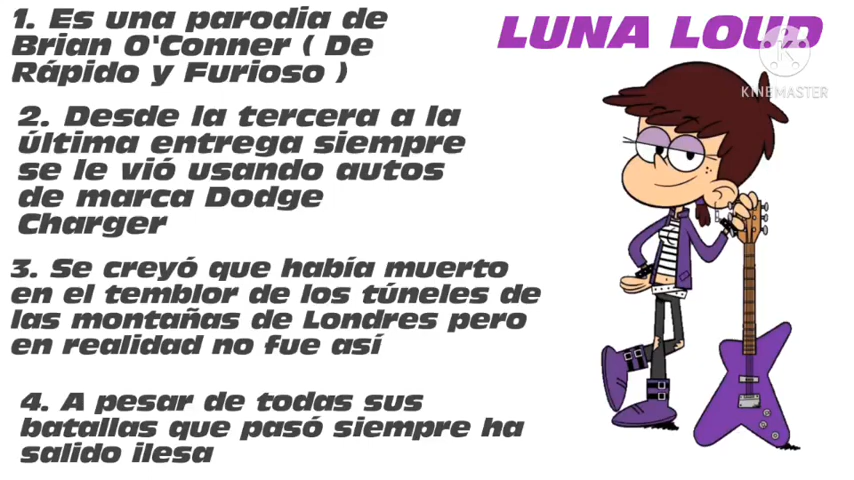 1. Es una parodia de
Brian O'Conner ( De
Rápido y Furioso )
2. Desde la tercera a la
última entrega siempre
se le vió usando autos
de marca Dodge
Charger
3. Se creyó que había muerto
en el temblor de los túneles de
las montañas de Londres pero
en realidad no fue así
4. A pesar de todas sus
batallas que pasó siempre ha
salido ilesa
LUNA LOUD
KINEMASTER